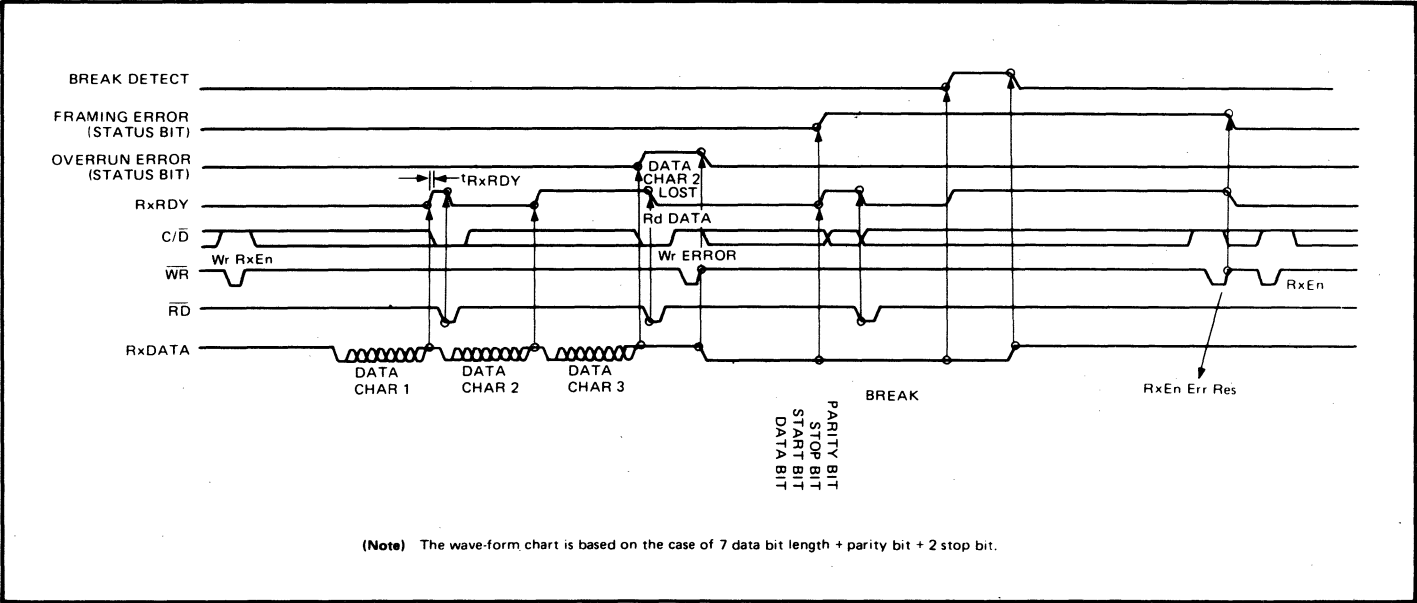 BREAK DETECT
FRAMING ERROR
(STATUS BIT)
OVERRUN ERROR
(STATUS BIT)
DATA
CHAR 2
LOST
tRxRDY
RxRDY
Rd DATA
C/D̅
Wr RxEn
Wr ERROR
W̅R̅
RxEn
R̅D̅
RxDATA
DATA
CHAR 1
DATA
CHAR 2
DATA
CHAR 3
BREAK
RxEn Err Res
PARITY BIT
STOP BIT
START BIT
DATA BIT
(Note) The wave-form chart is based on the case of 7 data bit length + parity bit + 2 stop bit.